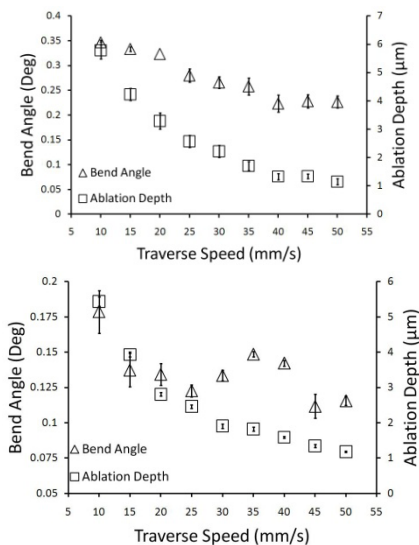 0.4
0.35
0.3
0.25
0.2
0.15
0.1
0.05
0
Bend Angle (Deg)
7
6
5
4
3
2
1
0
Ablation Depth (µm)
Bend Angle
Ablation Depth
5 10 15 20 25 30 35 40 45 50 55
Traverse Speed (mm/s)
0.2
0.175
0.15
0.125
0.1
0.075
0.05
Bend Angle (Deg)
6
5
4
3
2
1
0
Ablation Depth (µm)
Bend Angle
Ablation Depth
5 10 15 20 25 30 35 40 45 50 55
Traverse Speed (mm/s)